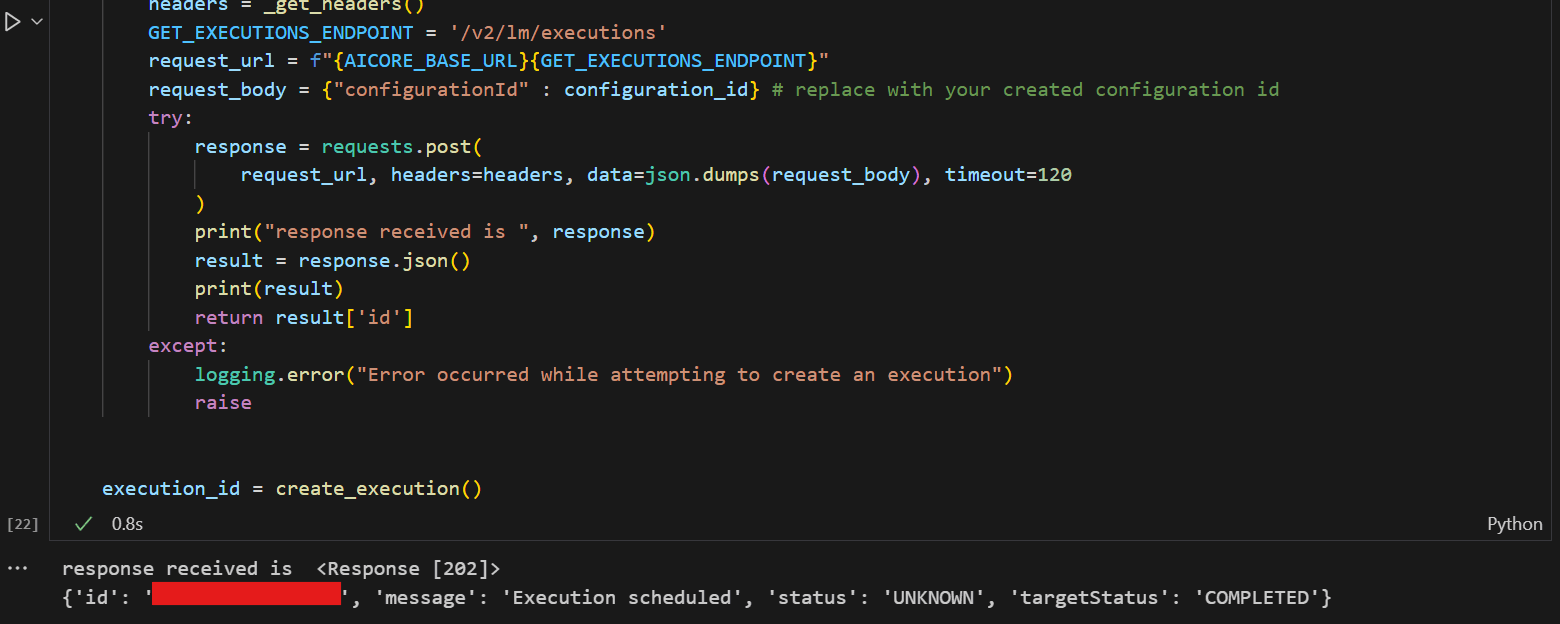 headers = _get_headers()
GET_EXECUTIONS_ENDPOINT = '/v2/lm/executions'
request_url = f"{AICORE_BASE_URL}{GET_EXECUTIONS_ENDPOINT}"
request_body = {"configurationId" : configuration_id} # replace with your created configuration id
try:
response = requests.post(
request_url, headers=headers, data=json.dumps(request_body), timeout=120
)
print("response received is ", response)
result = response.json()
print(result)
return result['id']
except:
logging.error("Error occurred while attempting to create an execution")
raise
execution_id = create_execution()
[22] 0.8s Python
response received is  <Response [202]>
{'id': '', 'message': 'Execution scheduled', 'status': 'UNKNOWN', 'targetStatus': 'COMPLETED'}